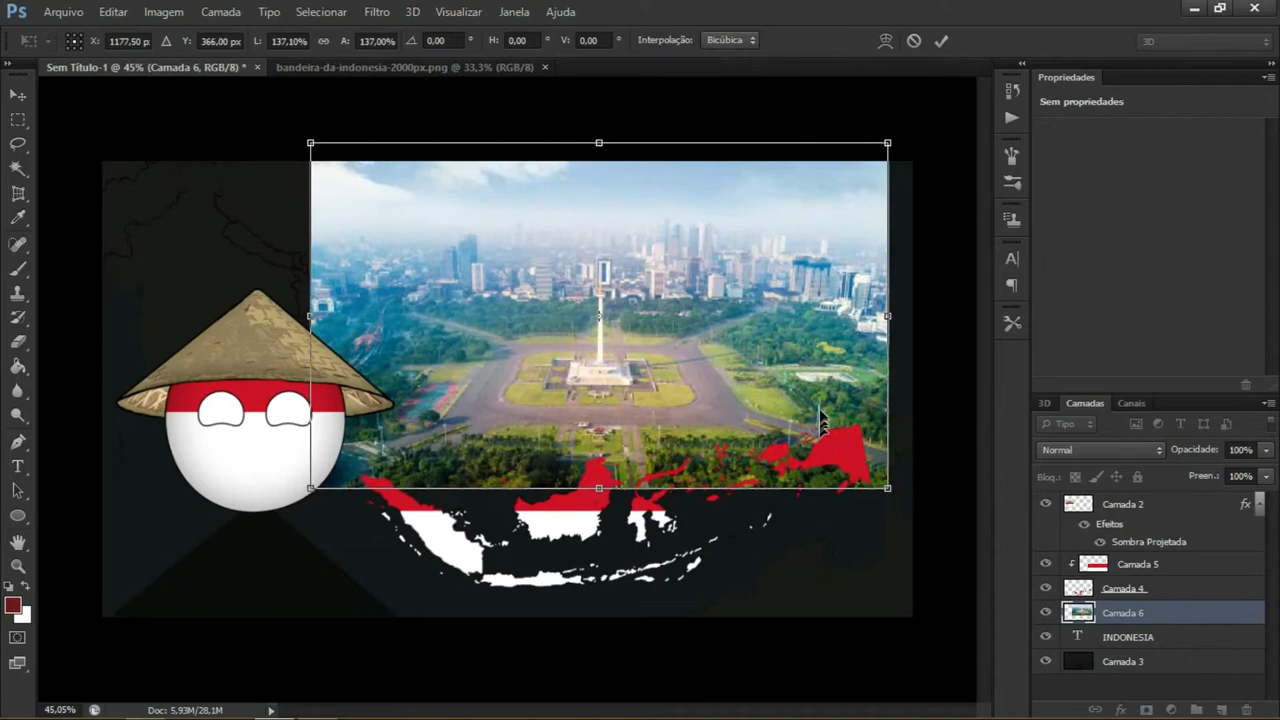 Ps Arquivo Editar Imagem Camada Tipo Selecionar Filtro 3D Visualizar Janela Ajuda
X: 1177,50 p Y: 366,00 px L: 137,10% A: 137,00% 0,00 ° H: 0,00 ° V: 0,00 ° Interpolação: Bicúbica 3D
Sem Título-1 @ 45% (Camada 6, RGB/8) * × bandeira-da-indonesia-2000px.png @ 33,3% (RGB/8) ×
Propriedades
Sem propriedades
3D Camadas Canais
Tipo
Normal Opacidade: 100%
Bloq.: Preen.: 100%
Camada 2 fx
Efeitos
Sombra Projetada
Camada 5
Camada 4
Camada 6
T INDONESIA
Camada 3
45,05% Doc: 5,93M/28,1M